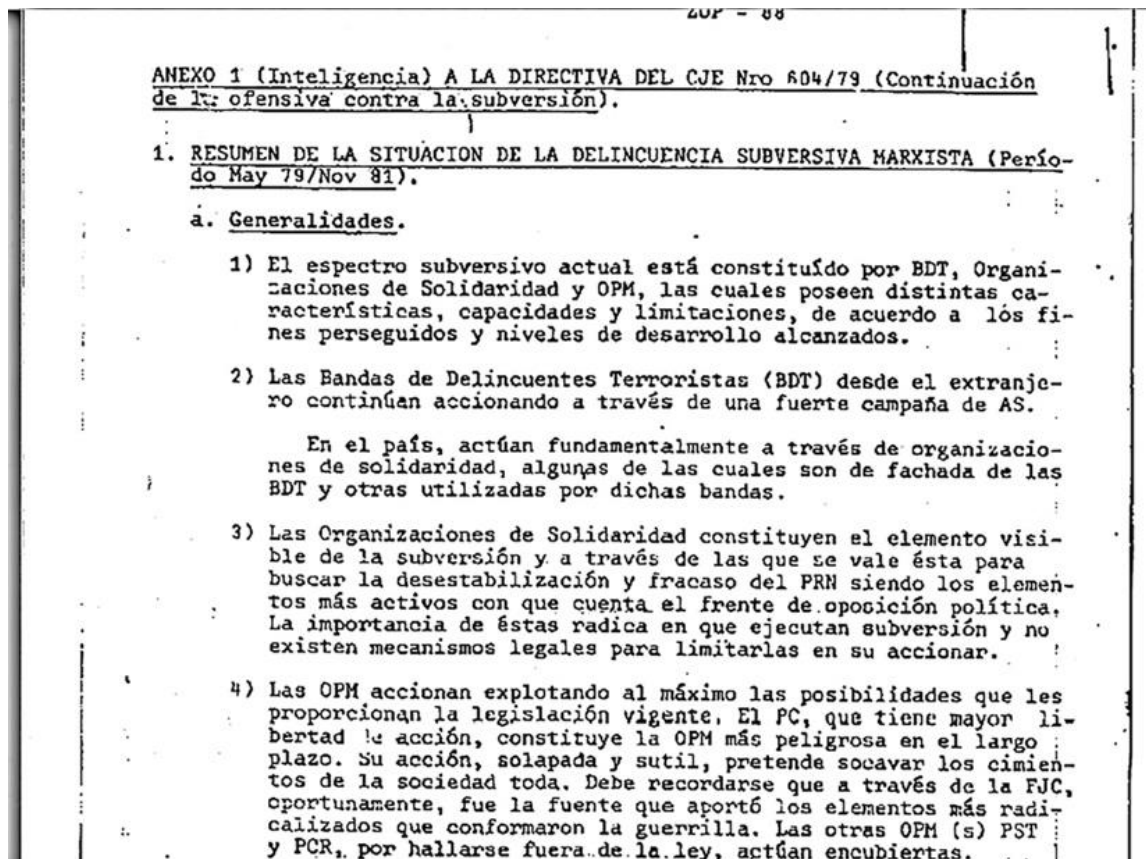 ZOP - 88
ANEXO 1 (Inteligencia) A LA DIRECTIVA DEL CJE Nro 604/79 (Continuación
de la ofensiva contra la subversión).
1. RESUMEN DE LA SITUACION DE LA DELINCUENCIA SUBVERSIVA MARXISTA (Perío-
do May 79/Nov 81).
a. Generalidades.
1) El espectro subversivo actual está constituído por BDT, Organi-
zaciones de Solidaridad y OPM, las cuales poseen distintas ca-
racterísticas, capacidades y limitaciones, de acuerdo a lós fi-
nes perseguidos y niveles de desarrollo alcanzados.
2) Las Bandas de Delincuentes Terroristas (BDT) desde el extranje-
ro continúan accionando a través de una fuerte campaña de AS.
En el país, actúan fundamentalmente a través de organizacio-
nes de solidaridad, algunas de las cuales son de fachada de las
BDT y otras utilizadas por dichas bandas.
3) Las Organizaciones de Solidaridad constituyen el elemento visi-
ble de la subversión y a través de las que se vale ésta para
buscar la desestabilización y fracaso del PRN siendo los elemen-
tos más activos con que cuenta el frente de oposición política.
La importancia de éstas radica en que ejecutan subversión y no
existen mecanismos legales para limitarlas en su accionar.
4) Las OPM accionan explotando al máximo las posibilidades que les
proporcionan la legislación vigente. El PC, que tiene mayor li-
bertad de acción, constituye la OPM más peligrosa en el largo
plazo. Su acción, solapada y sutil, pretende socavar los cimien-
tos de la sociedad toda. Debe recordarse que a través de la FJC,
oportunamente, fue la fuente que aportó los elementos más radi-
calizados que conformaron la guerrilla. Las otras OPM (s) PST
y PCR, por hallarse fuera de la ley, actúan encubiertas.